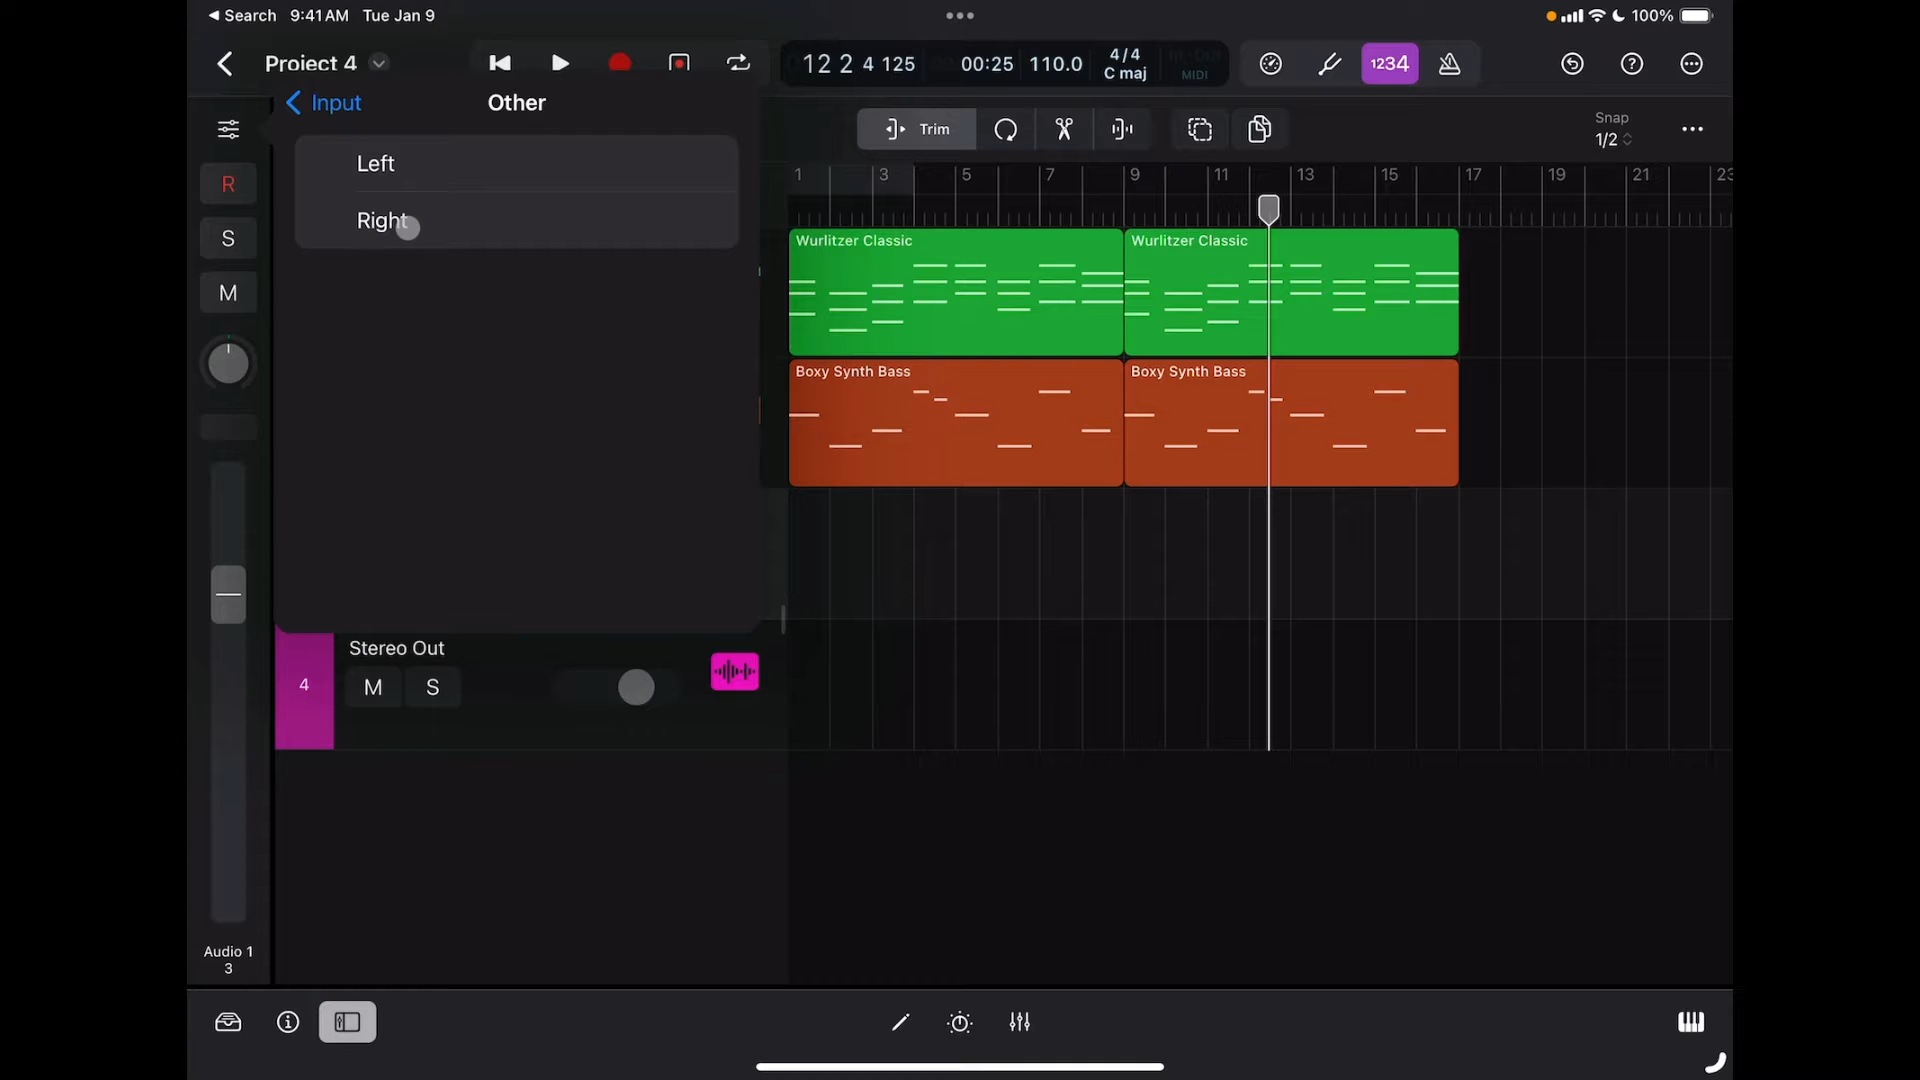 Search 9:41 AM Tue Jan 9
100%
Project 4
12 2 4 125
00:25
110.0
4/4
C maj
MIDI
1234
Input
Other
Left
Right
Trim
Snap
1/2
R
S
M
1 3 5 7 9 11 13 15 17 19 21 23
Wurlitzer Classic
Wurlitzer Classic
Boxy Synth Bass
Boxy Synth Bass
4
Stereo Out
M
S
Audio 1
3